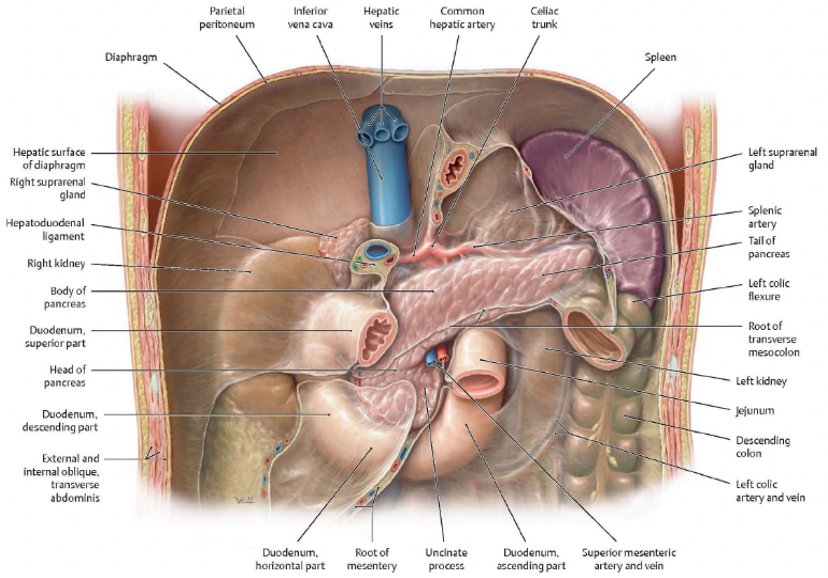 Parietal
peritoneum
Inferior
vena cava
Hepatic
veins
Common
hepatic artery
Celiac
trunk
Diaphragm
Spleen
Hepatic surface
of diaphragm
Right suprarenal
gland
Hepatoduodenal
ligament
Right kidney
Body of
pancreas
Duodenum,
superior part
Head of
pancreas
Duodenum,
descending part
External and
internal oblique,
transverse
abdominis
Left suprarenal
gland
Splenic
artery
Tail of
pancreas
Left colic
flexure
Root of
transverse
mesocolon
Left kidney
Jejunum
Descending
colon
Left colic
artery and vein
Duodenum,
horizontal part
Root of
mesentery
Uncinate
process
Duodenum,
ascending part
Superior mesenteric
artery and vein